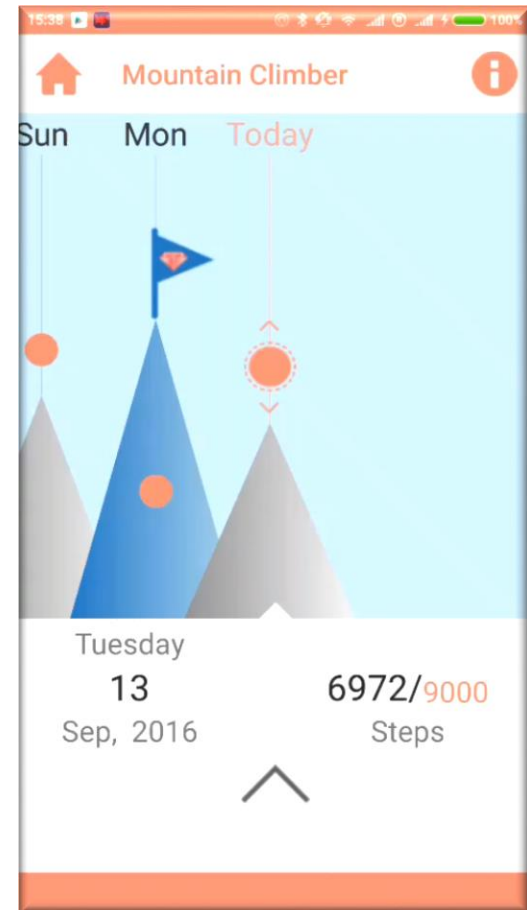 15:38 100%
Mountain Climber
Sun Mon Today
Tuesday
13
Sep, 2016
6972/9000
Steps